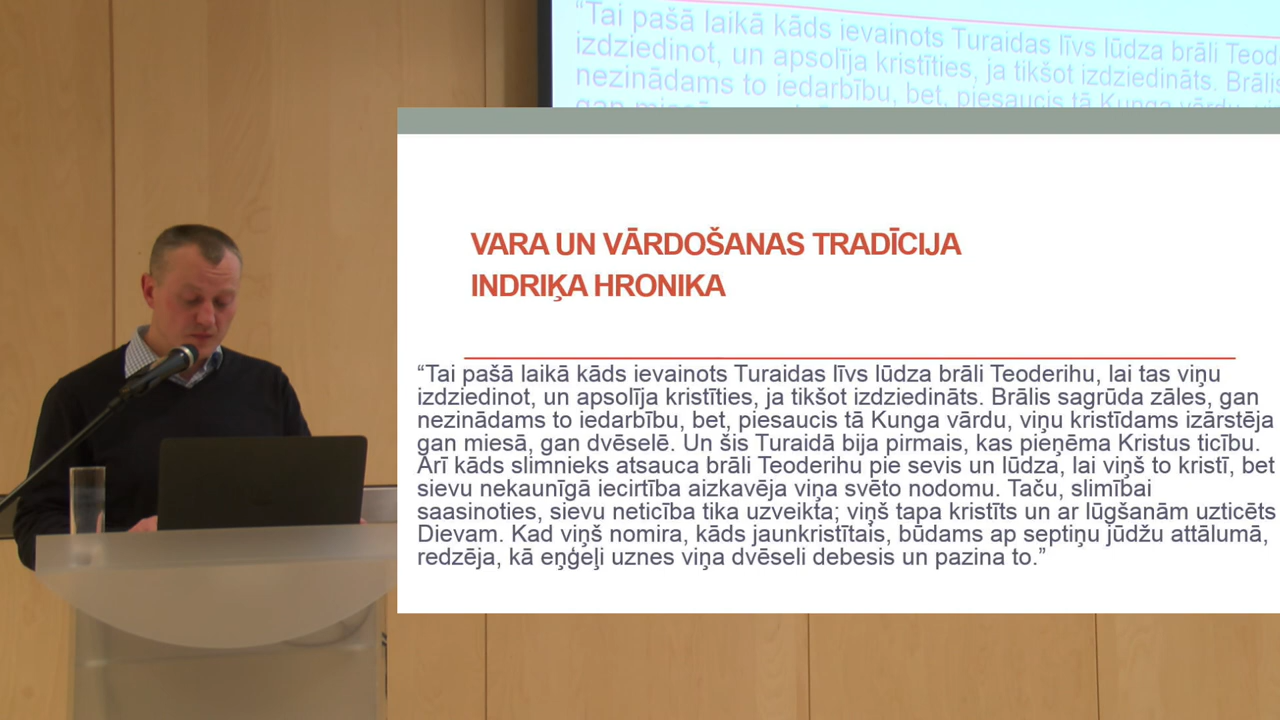 “Tai pašā laikā kāds ievainots Turaidas līvs lūdza brāli
izdziedinot, un apsolīja kristīties, ja tikšot izdziedināts.
nezinādams to iedarbību, bet, piesaucis tā Kunga vārdu,
VARA UN VĀRDOŠANAS TRADĪCIJA
INDRIĶA HRONIKA
“Tai pašā laikā kāds ievainots Turaidas līvs lūdza brāli Teoderihu, lai tas viņu
izdziedinot, un apsolīja kristīties, ja tikšot izdziedināts. Brālis sagrūda zāles, gan
nezinādams to iedarbību, bet, piesaucis tā Kunga vārdu, viņu kristīdams izārstēja
gan miesā, gan dvēselē. Un šis Turaidā bija pirmais, kas pieņēma Kristus ticību.
Arī kāds slimnieks atsauca brāli Teoderihu pie sevis un lūdza, lai viņš to kristī, bet
sievu nekaunīgā iecirtība aizkavēja viņa svēto nodomu. Taču, slimībai
saasinoties, sievu neticība tika uzveikta; viņš tapa kristīts un ar lūgšanām uzticēts
Dievam. Kad viņš nomira, kāds jaunkristītais, būdams ap septiņu jūdžu attālumā,
redzēja, kā eņģeļi uznes viņa dvēseli debesis un pazina to.”